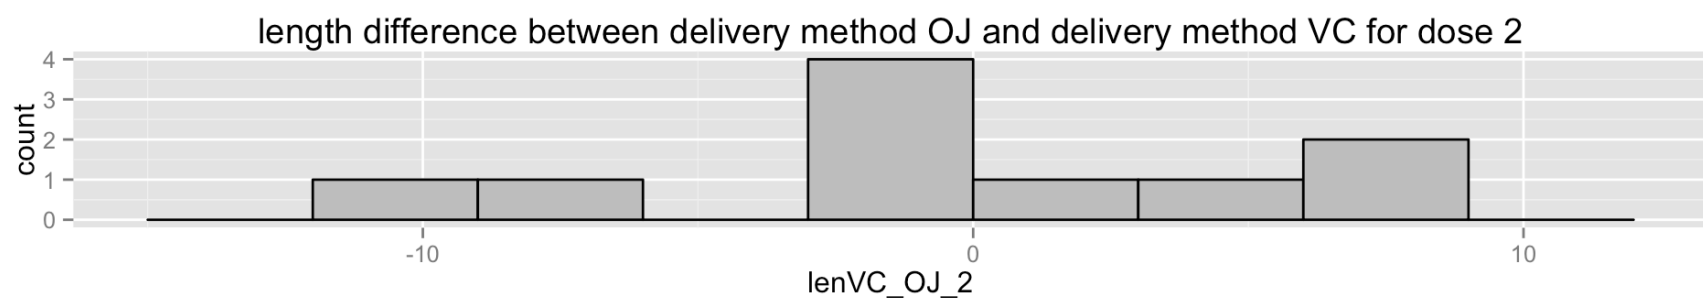 length difference between delivery method OJ and delivery method VC for dose 2
count
4
3
2
1
0
-10 0 10
lenVC_OJ_2